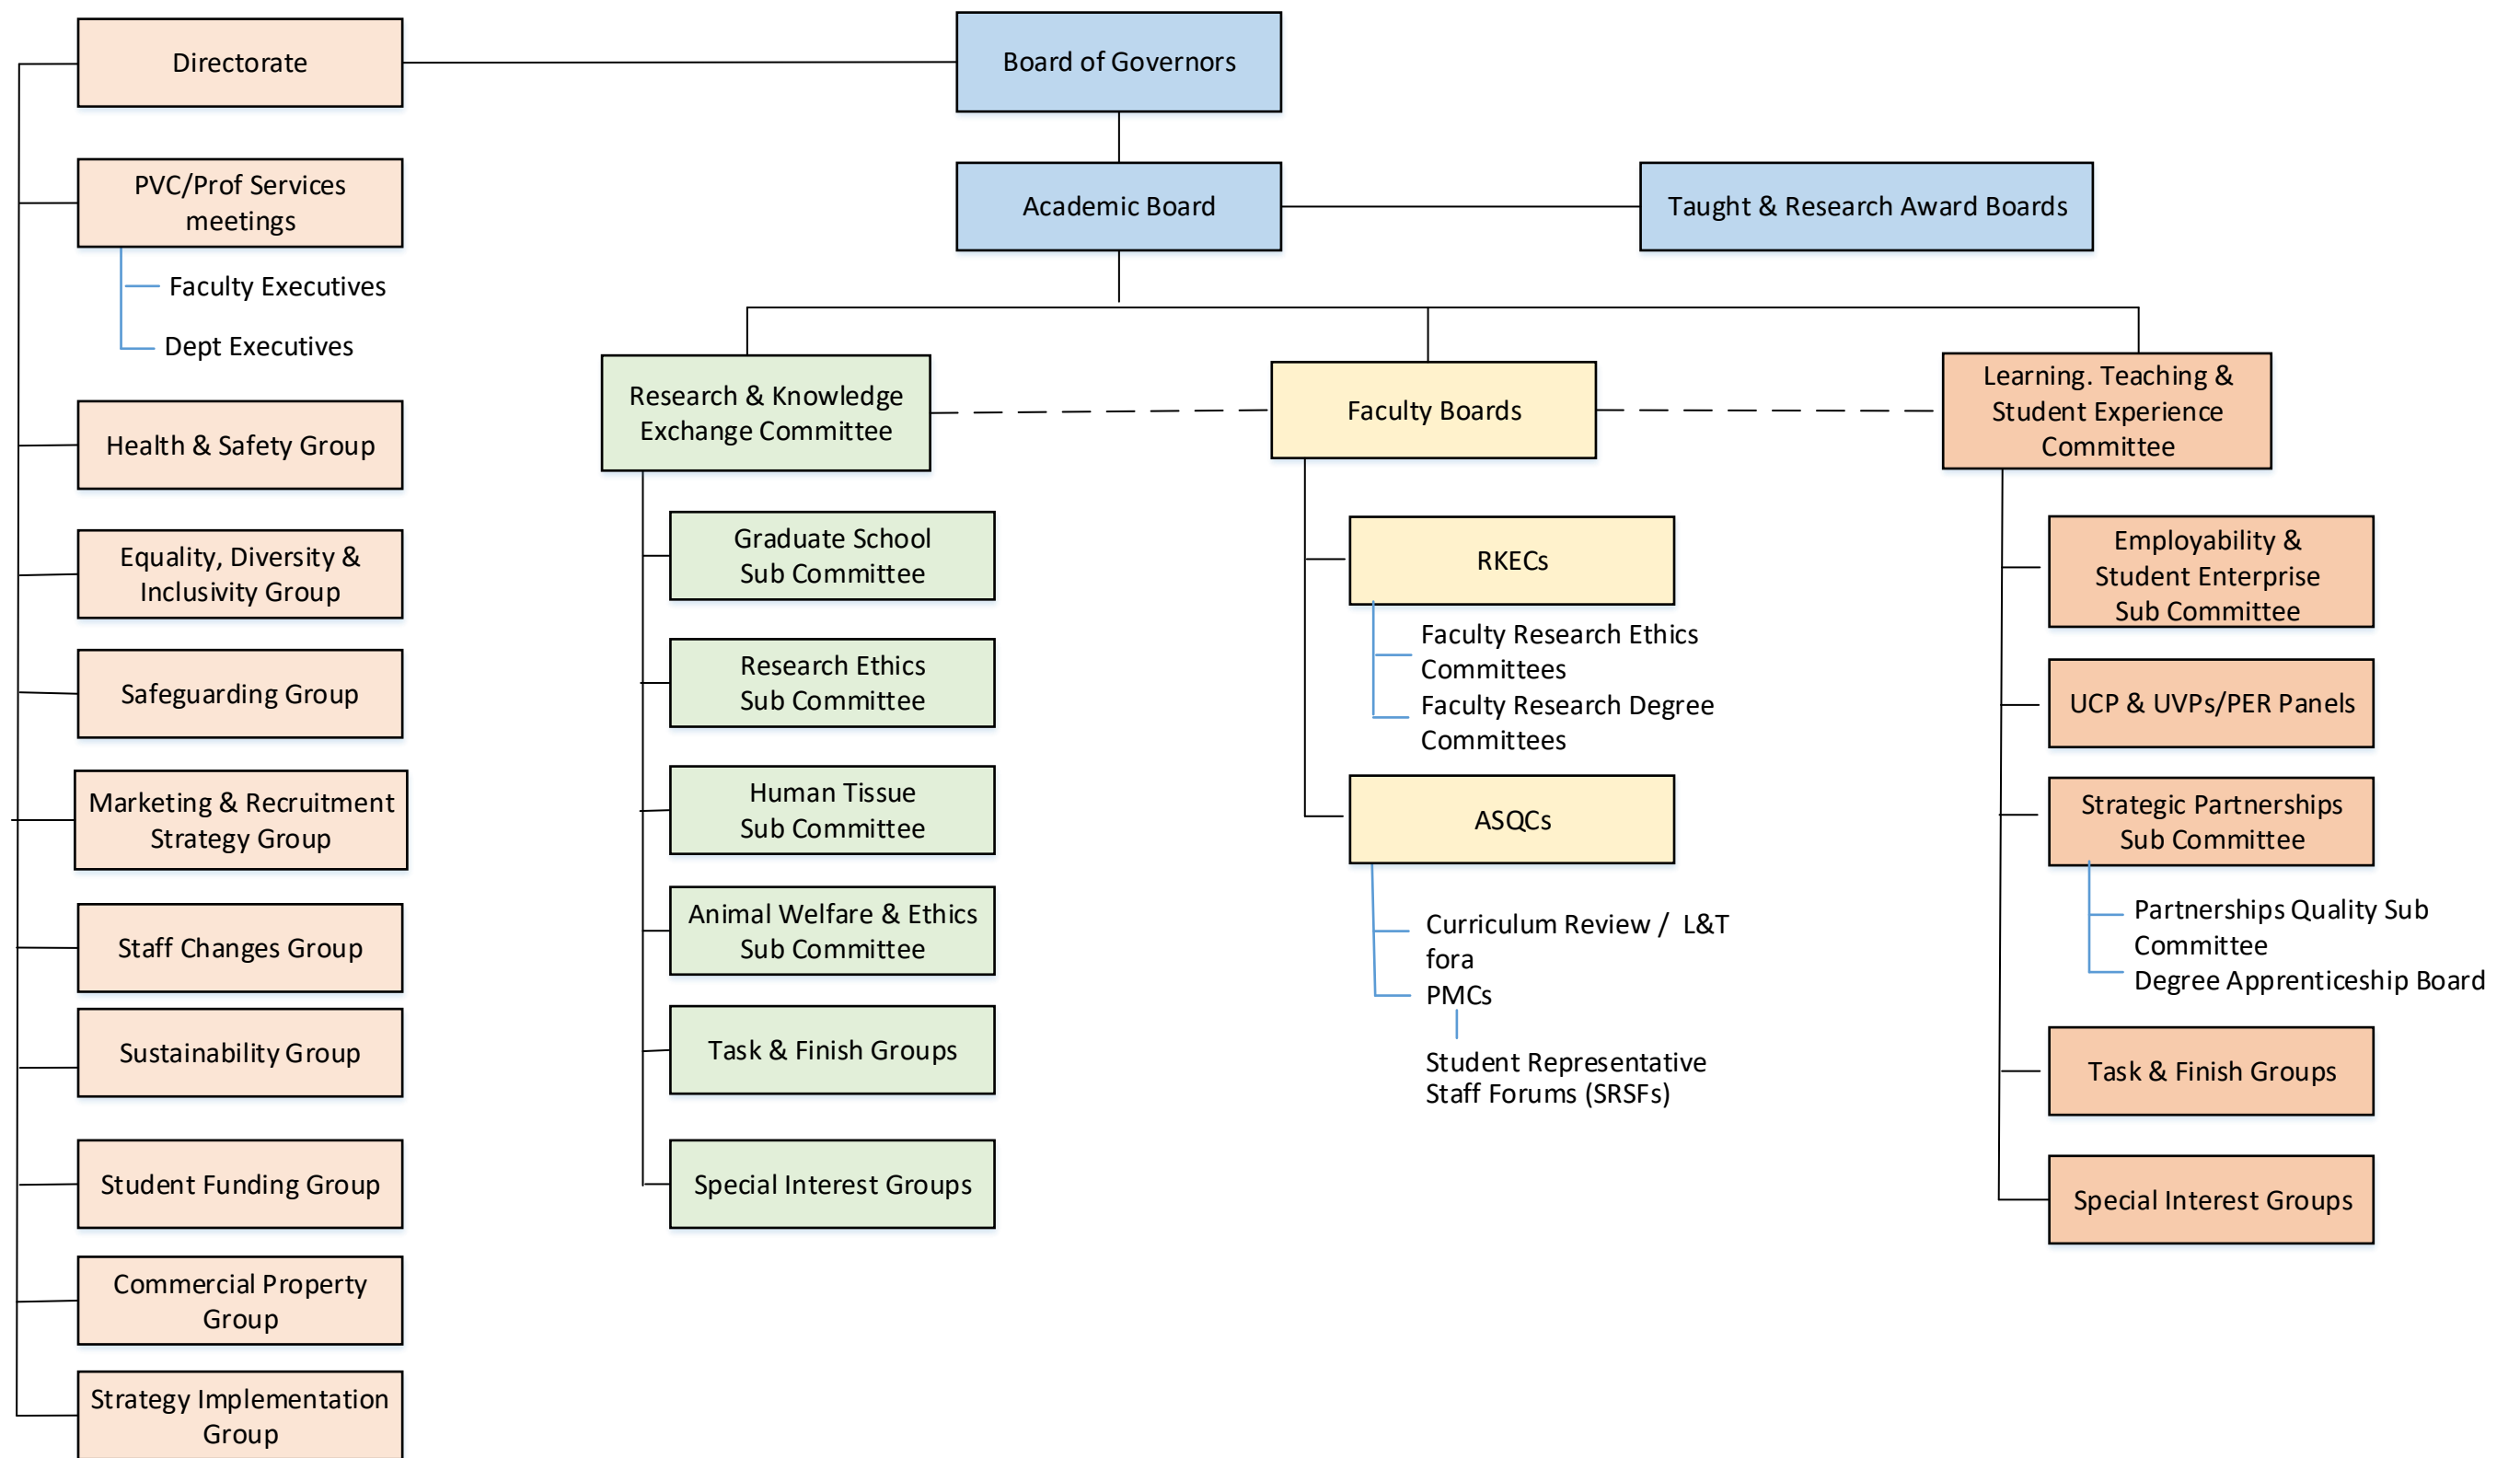 Directorate
Board of Governors
PVC/Prof Services
meetings
Academic Board
Taught & Research Award Boards
Faculty Executives
Dept Executives
Research & Knowledge
Exchange Committee
Faculty Boards
Learning. Teaching &
Student Experience
Committee
Health & Safety Group
Equality, Diversity &
Inclusivity Group
Safeguarding Group
Marketing & Recruitment
Strategy Group
Staff Changes Group
Sustainability Group
Student Funding Group
Commercial Property
Group
Strategy Implementation
Group
Graduate School
Sub Committee
Research Ethics
Sub Committee
Human Tissue
Sub Committee
Animal Welfare & Ethics
Sub Committee
Task & Finish Groups
Special Interest Groups
RKECs
Faculty Research Ethics
Committees
Faculty Research Degree
Committees
ASQCs
Curriculum Review /  L&T
fora
PMCs
Student Representative
Staff Forums (SRSFs)
Employability &
Student Enterprise
Sub Committee
UCP & UVPs/PER Panels
Strategic Partnerships
Sub Committee
Partnerships Quality Sub
Committee
Degree Apprenticeship Board
Task & Finish Groups
Special Interest Groups